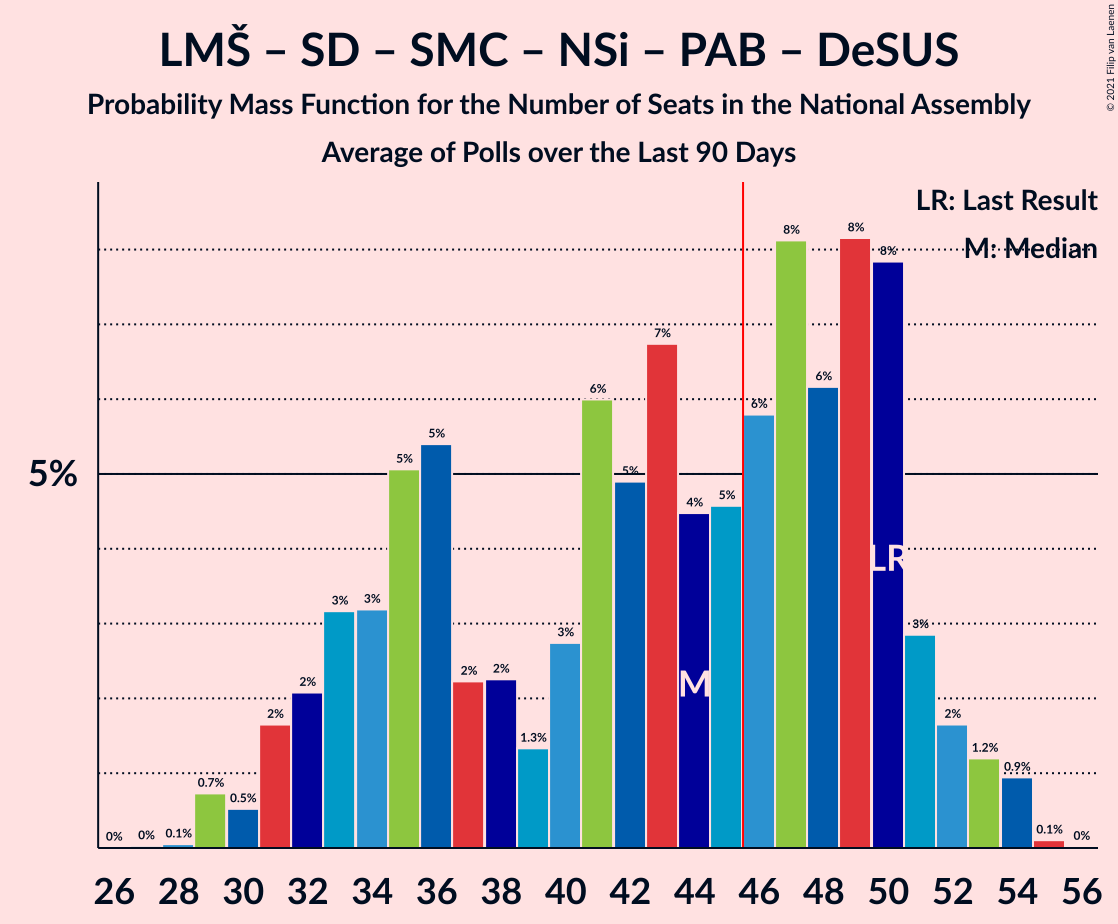 LMŠ – SD – SMC – NSi – PAB – DeSUS
Probability Mass Function for the Number of Seats in the National Assembly
Average of Polls over the Last 90 Days
© 2021 Filip van Laenen
LR: Last Result
M: Median
5%
0% 0% 0.1% 0.7% 0.5% 2% 2% 3% 3% 5% 5% 2% 2% 1.3% 3% 6% 5% 7% 4% 5% 6% 8% 6% 8% 8% 3% 2% 1.2% 0.9% 0.1% 0%
LR
M
26 28 30 32 34 36 38 40 42 44 46 48 50 52 54 56